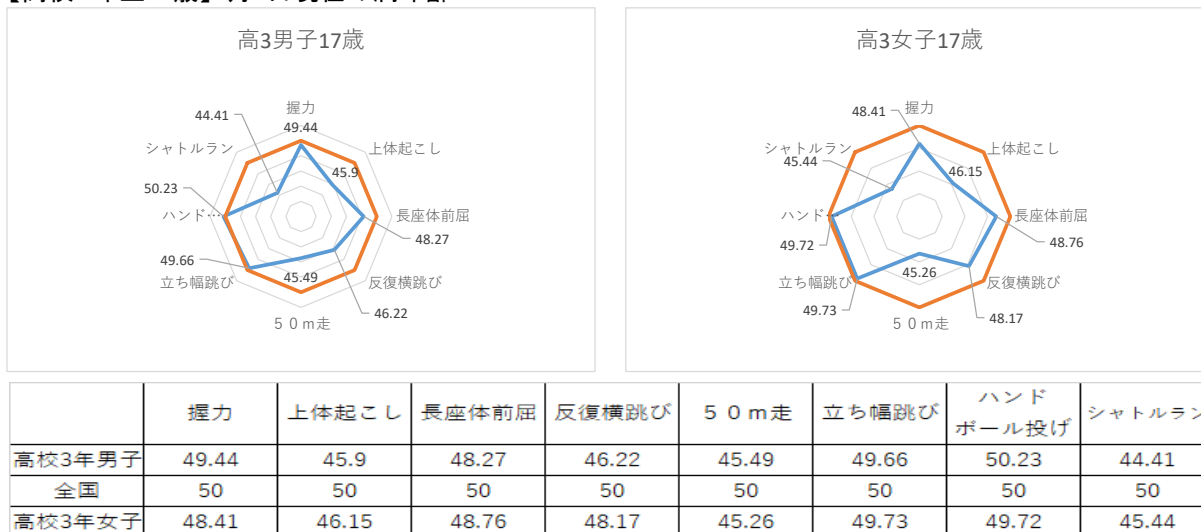 高3男子17歳
握力
49.44
上体起こし
45.9
長座体前屈
48.27
反復横跳び
46.22
５０ｍ走
45.49
立ち幅跳び
49.66
ハンド…
50.23
シャトルラン
44.41
高3女子17歳
握力
48.41
上体起こし
46.15
長座体前屈
48.76
反復横跳び
48.17
５０ｍ走
45.26
立ち幅跳び
49.73
ハンド…
49.72
シャトルラン
45.44
握力 上体起こし 長座体前屈 反復横跳び ５０ｍ走 立ち幅跳び ハンド
ボール投げ シャトルラン
高校3年男子 49.44 45.9 48.27 46.22 45.49 49.66 50.23 44.41
全国 50 50 50 50 50 50 50 50
高校3年女子 48.41 46.15 48.76 48.17 45.26 49.73 49.72 45.44